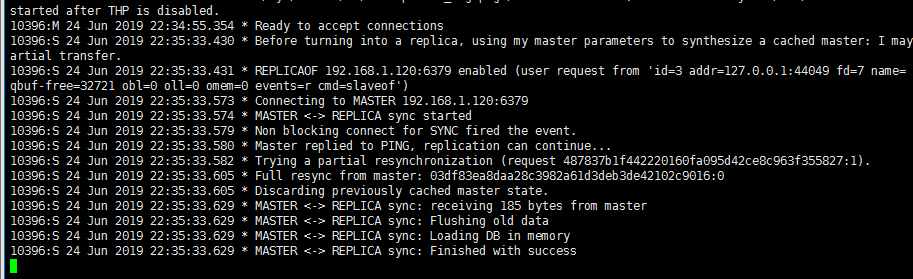 started after THP is disabled.
10396:M 24 Jun 2019 22:34:55.354 * Ready to accept connections
10396:S 24 Jun 2019 22:35:33.430 * Before turning into a replica, using my master parameters to synthesize a cached master: I may
artial transfer.
10396:S 24 Jun 2019 22:35:33.431 * REPLICAOF 192.168.1.120:6379 enabled (user request from 'id=3 addr=127.0.0.1:44049 fd=7 name=
qbuf-free=32721 obl=0 oll=0 omem=0 events=r cmd=slaveof')
10396:S 24 Jun 2019 22:35:33.573 * Connecting to MASTER 192.168.1.120:6379
10396:S 24 Jun 2019 22:35:33.574 * MASTER <-> REPLICA sync started
10396:S 24 Jun 2019 22:35:33.579 * Non blocking connect for SYNC fired the event.
10396:S 24 Jun 2019 22:35:33.580 * Master replied to PING, replication can continue...
10396:S 24 Jun 2019 22:35:33.582 * Trying a partial resynchronization (request 487837b1f442220160fa095d42ce8c963f355827:1).
10396:S 24 Jun 2019 22:35:33.605 * Full resync from master: 03df83ea8daa28c3982a61d3deb3de42102c9016:0
10396:S 24 Jun 2019 22:35:33.605 * Discarding previously cached master state.
10396:S 24 Jun 2019 22:35:33.629 * MASTER <-> REPLICA sync: receiving 185 bytes from master
10396:S 24 Jun 2019 22:35:33.629 * MASTER <-> REPLICA sync: Flushing old data
10396:S 24 Jun 2019 22:35:33.629 * MASTER <-> REPLICA sync: Loading DB in memory
10396:S 24 Jun 2019 22:35:33.629 * MASTER <-> REPLICA sync: Finished with success